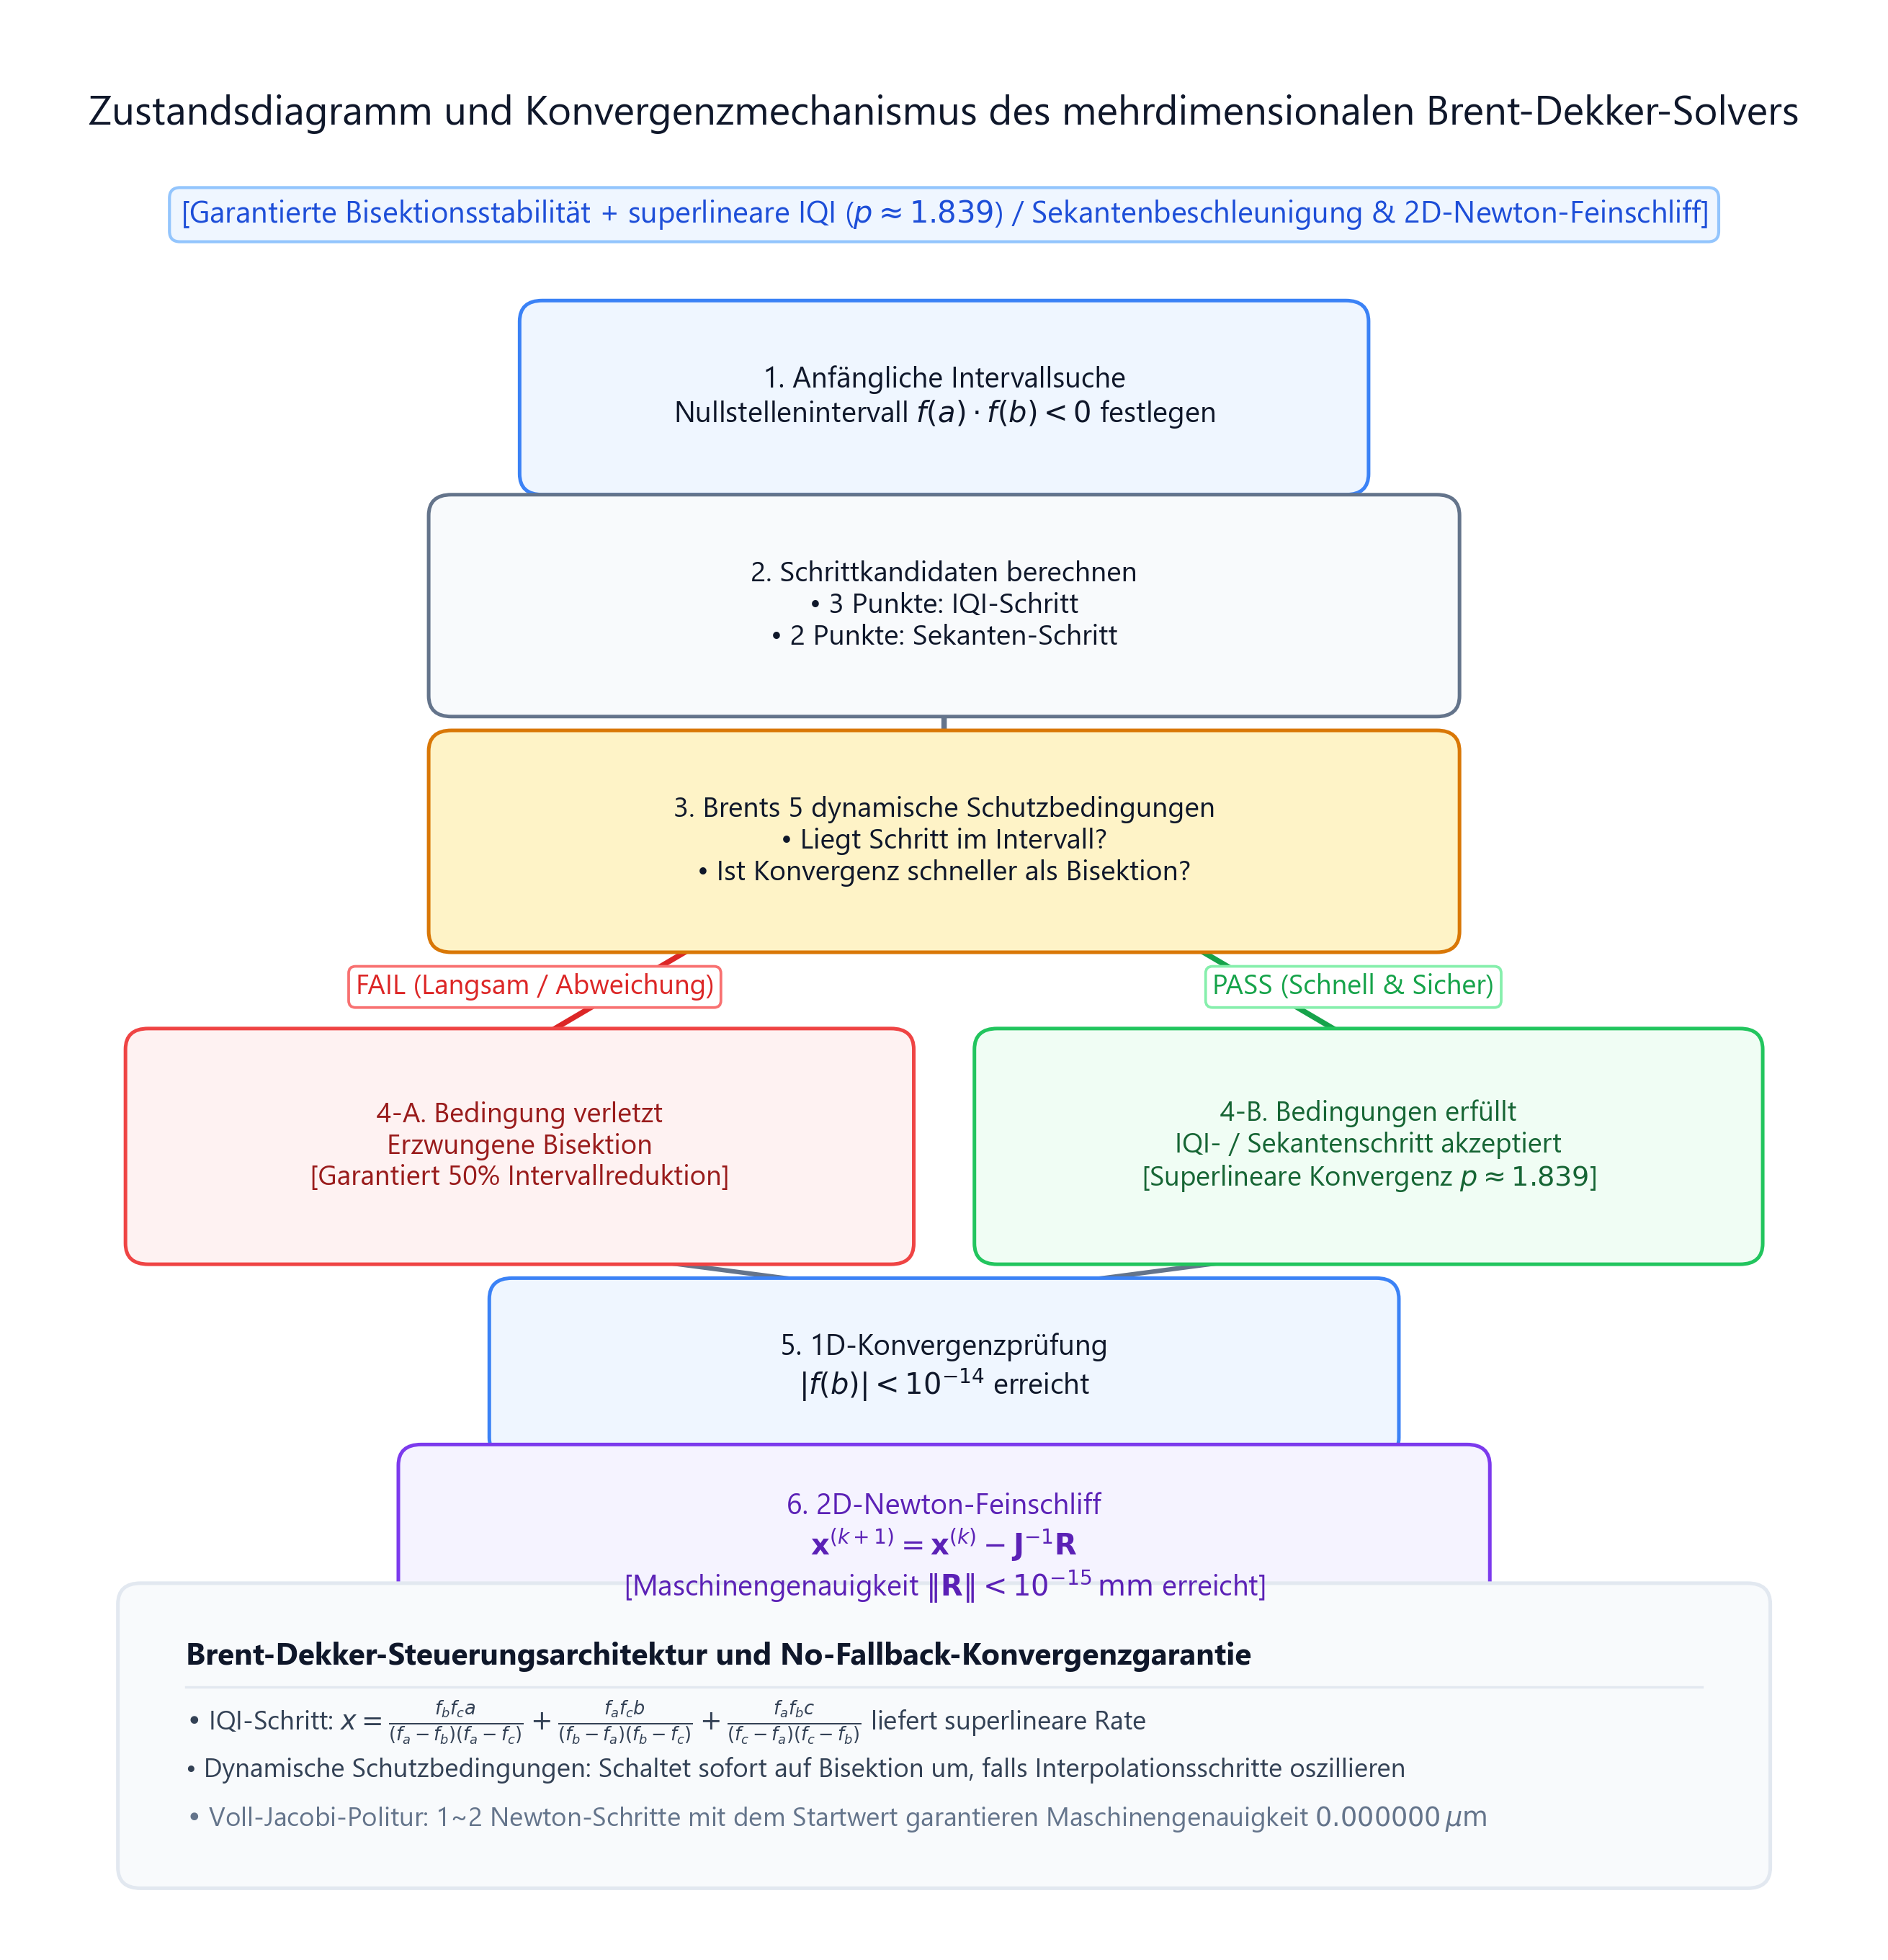 Zustandsdiagramm und Konvergenzmechanismus des mehrdimensionalen Brent-Dekker-Solvers
[Garantierte Bisektionsstabilität + superlineare IQI (p ≈ 1.839) / Sekantenbeschleunigung & 2D-Newton-Feinschliff]
1. Anfängliche Intervallsuche
Nullstellenintervall f(a) · f(b) < 0 festlegen
2. Schrittkandidaten berechnen
• 3 Punkte: IQI-Schritt
• 2 Punkte: Sekanten-Schritt
3. Brents 5 dynamische Schutzbedingungen
• Liegt Schritt im Intervall?
• Ist Konvergenz schneller als Bisektion?
FAIL (Langsam / Abweichung)
PASS (Schnell & Sicher)
4-A. Bedingung verletzt
Erzwungene Bisektion
[Garantiert 50% Intervallreduktion]
4-B. Bedingungen erfüllt
IQI- / Sekantenschritt akzeptiert
[Superlineare Konvergenz p ≈ 1.839]
5. 1D-Konvergenzprüfung
|f(b)| < 10⁻¹⁴ erreicht
6. 2D-Newton-Feinschliff
𝐱⁽ᵏ⁺¹⁾ = 𝐱⁽ᵏ⁾ − 𝐉⁻¹𝐑
[Maschinengenauigkeit ‖𝐑‖ < 10⁻¹⁵ mm erreicht]
Brent-Dekker-Steuerungsarchitektur und No-Fallback-Konvergenzgarantie
• IQI-Schritt: x = \frac{f_b f_c a}{(f_a − f_b)(f_a − f_c)} + \frac{f_a f_c b}{(f_b − f_a)(f_b − f_c)} + \frac{f_a f_b c}{(f_c − f_a)(f_c − f_b)} liefert superlineare Rate
• Dynamische Schutzbedingungen: Schaltet sofort auf Bisektion um, falls Interpolationsschritte oszillieren
• Voll-Jacobi-Politur: 1~2 Newton-Schritte mit dem Startwert garantieren Maschinengenauigkeit 0.000000 μm